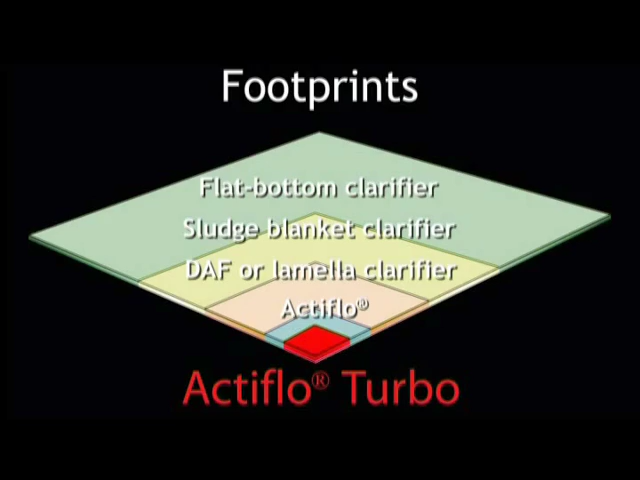 Footprints
Flat-bottom clarifier
Sludge blanket clarifier
DAF or lamella clarifier
Actiflo®
Actiflo® Turbo